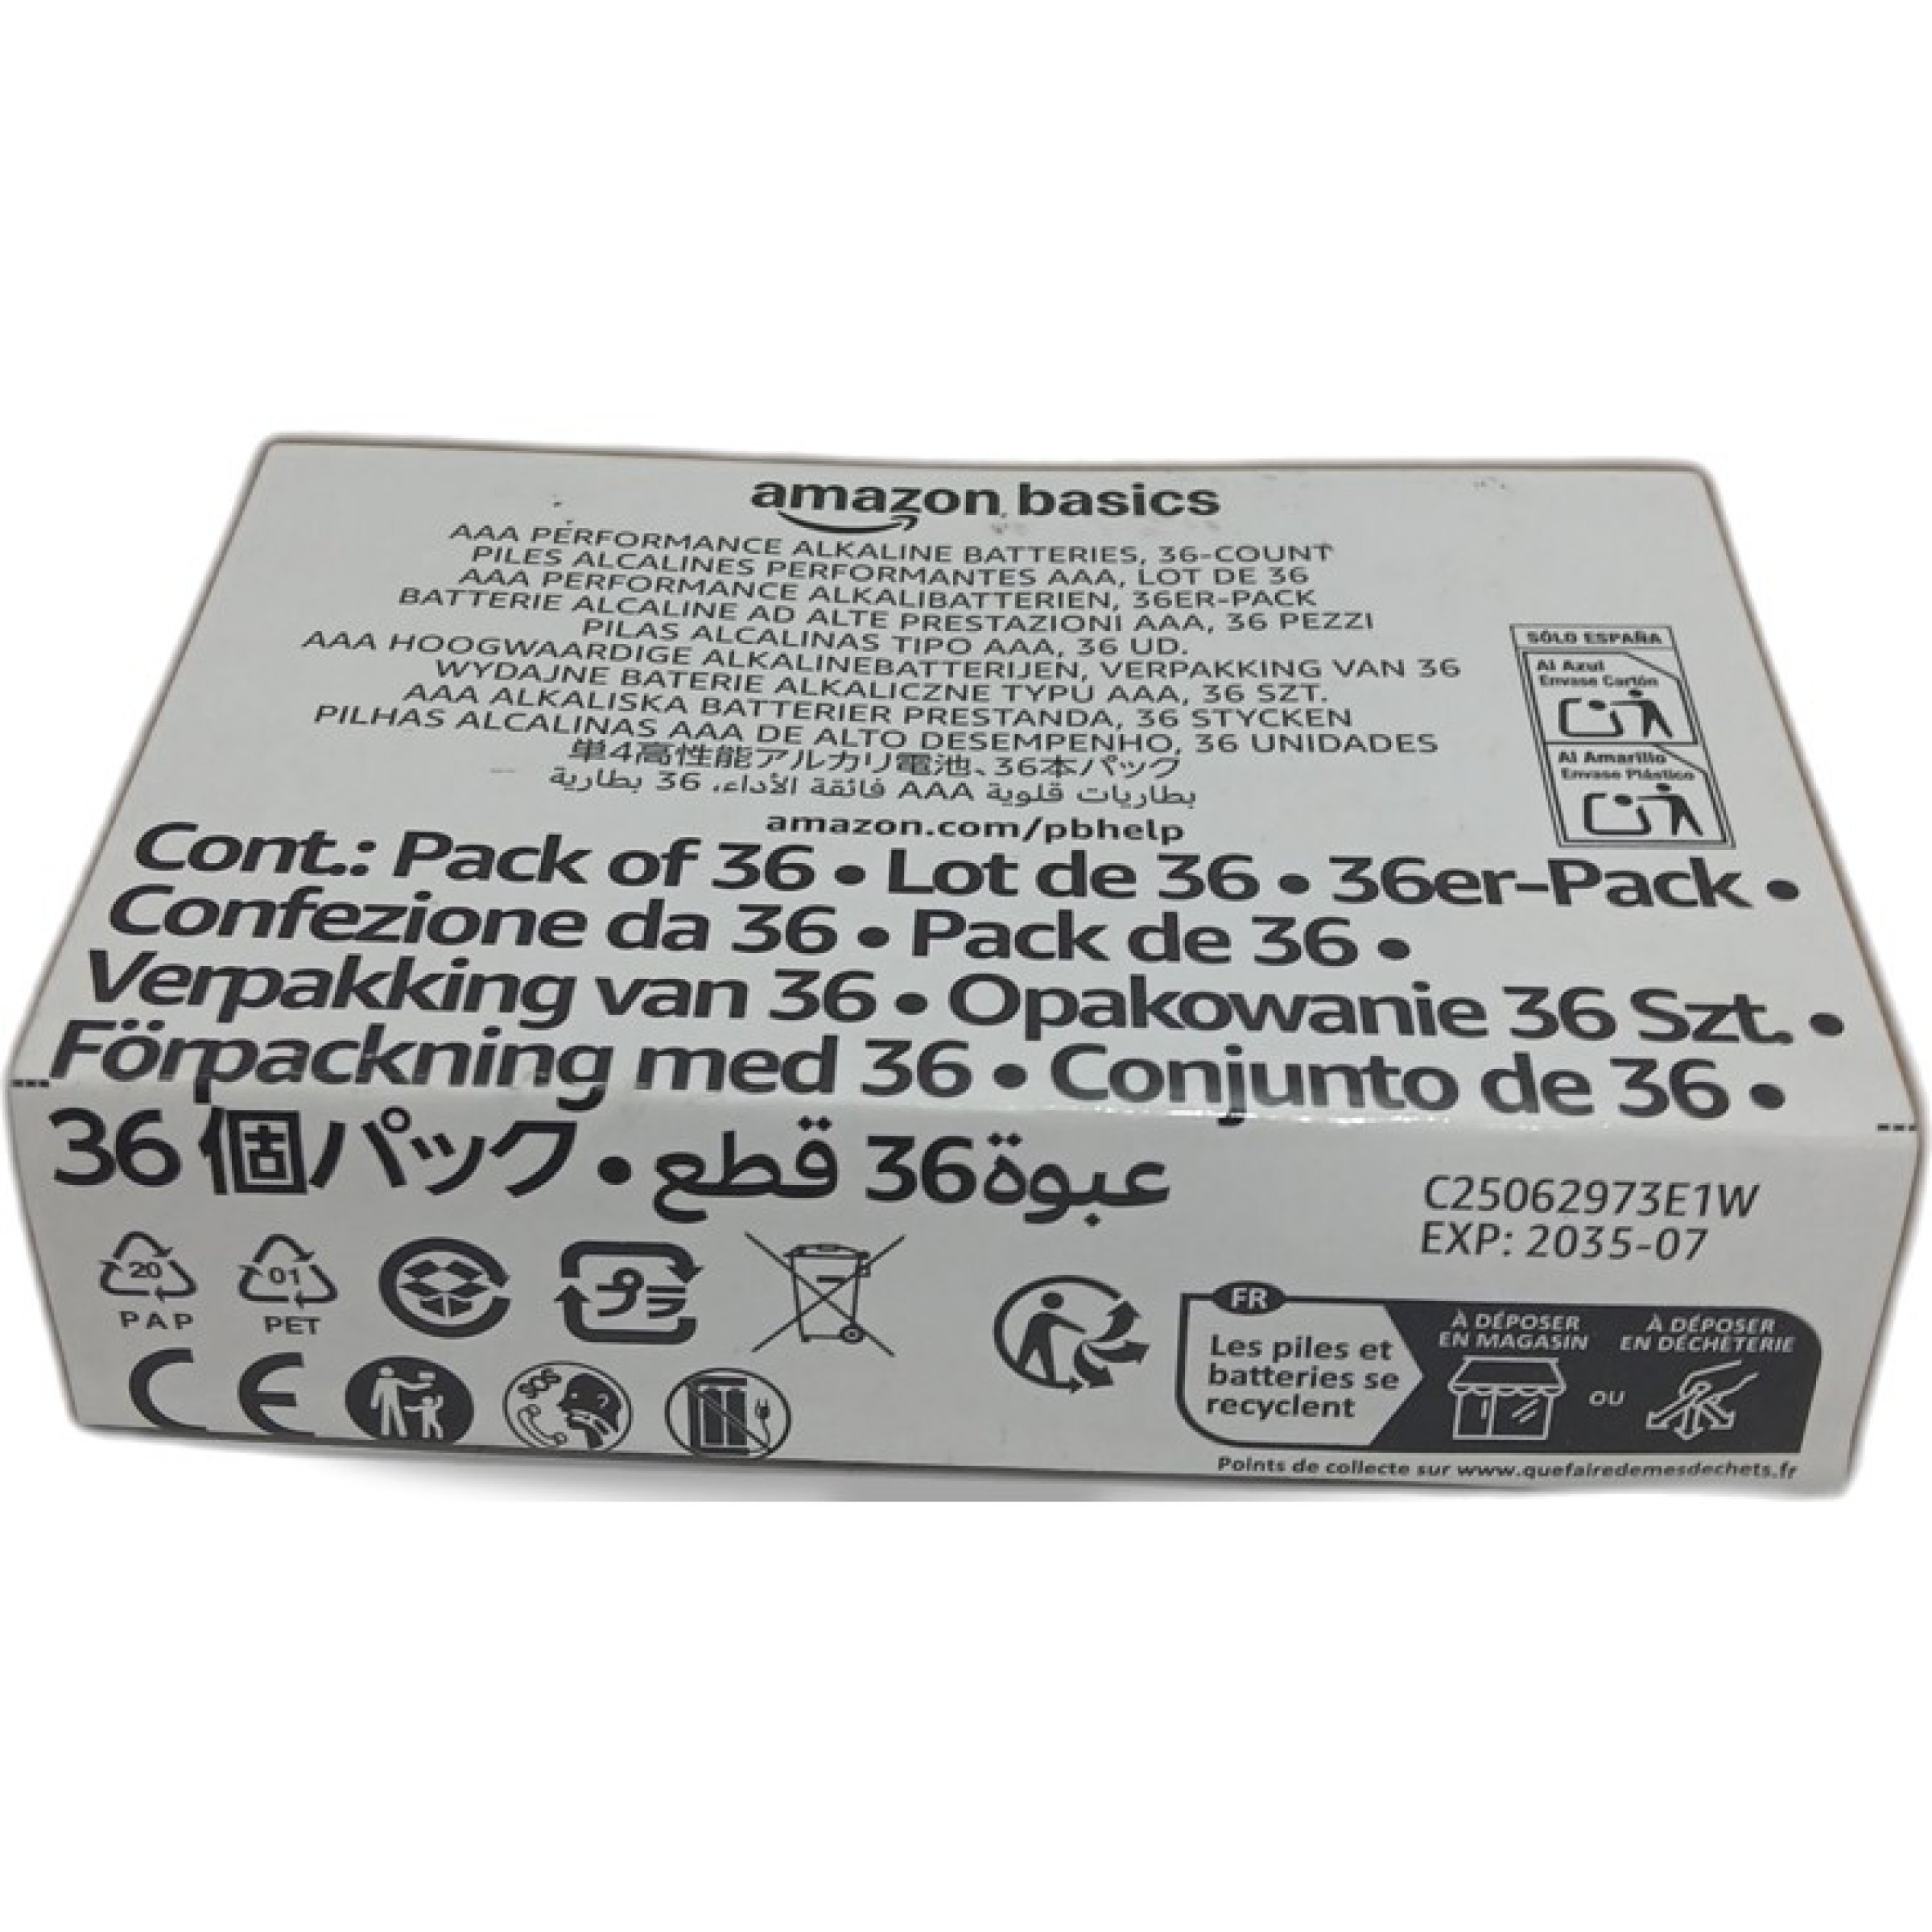 amazon basics
AAA PERFORMANCE ALKALINE BATTERIES, 36-COUNT
PILES ALCALINES PERFORMANTES AAA, LOT DE 36
AAA PERFORMANCE ALKALIBATTERIEN, 36ER-PACK
BATTERIE ALCALINE AD ALTE PRESTAZIONI AAA, 36 PEZZI
PILAS ALCALINAS TIPO AAA, 36 UD.
AAA HOOGWAARDIGE ALKALINEBATTERIJEN, VERPAKKING VAN 36
WYDAJNE BATERIE ALKALICZNE TYPU AAA, 36 SZT.
AAA ALKALISKA BATTERIER PRESTANDA, 36 STYCKEN
PILHAS ALCALINAS AAA DE ALTO DESEMPENHO, 36 UNIDADES
単4高性能アルカリ電池、36本パック
بطاريات قلوية AAA فائقة الأداء، 36 بطارية
amazon.com/pbhelp
SÓLO ESPAÑA
Al Azul
Envase Cartón
Al Amarillo
Envase Plástico
Cont.: Pack of 36 • Lot de 36 • 36er-Pack •
Confezione da 36 • Pack de 36 •
Verpakking van 36 • Opakowanie 36 Szt. •
Förpackning med 36 • Conjunto de 36 •
36 個パック • عبوة 36 قطع
C25062973E1W
EXP: 2035-07
20
PAP
01
PET
プラ
CE
SOS
FR
Les piles et
batteries se
recyclent
À DÉPOSER
EN MAGASIN
OU
À DÉPOSER
EN DÉCHÈTERIE
Points de collecte sur www.quefairedemesdechets.fr